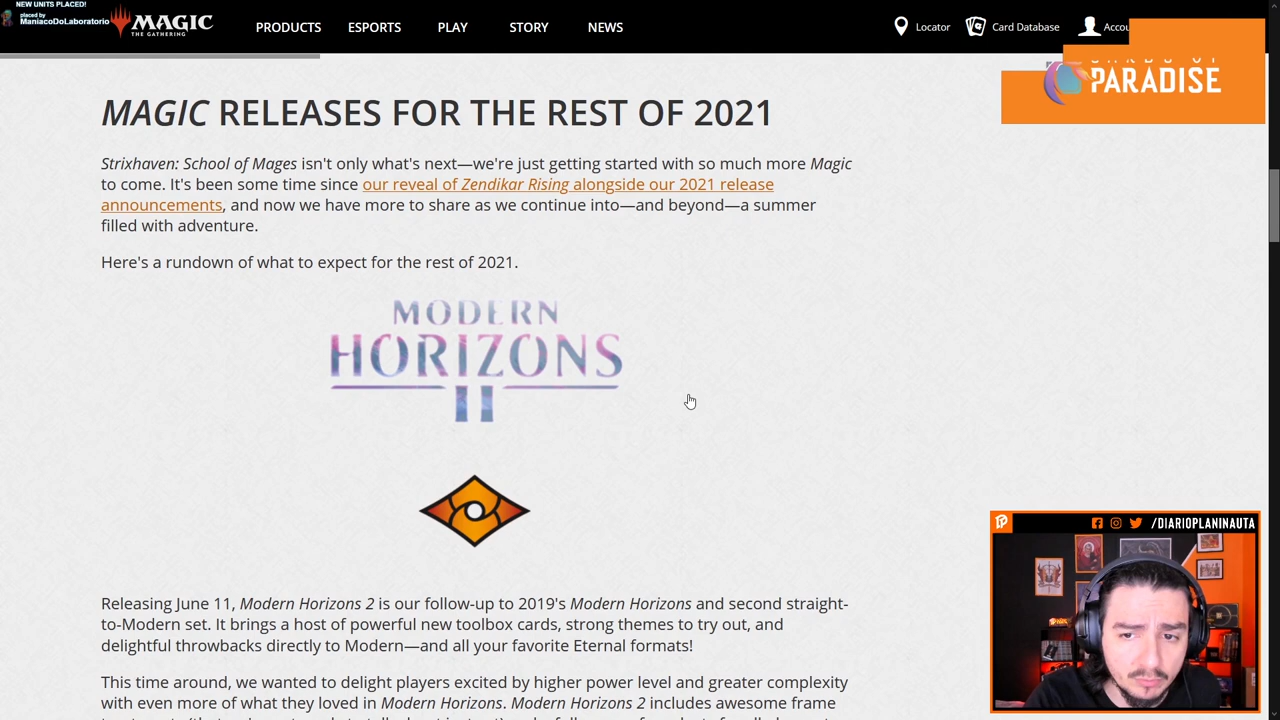 NEW UNITS PLACED!
placed by
ManiacoDoLaboratorio
MAGIC
THE GATHERING
PRODUCTS ESPORTS PLAY STORY NEWS
Locator Card Database Accou
PARADISE
MAGIC RELEASES FOR THE REST OF 2021
Strixhaven: School of Mages isn't only what's next—we're just getting started with so much more Magic
to come. It's been some time since our reveal of Zendikar Rising alongside our 2021 release
announcements, and now we have more to share as we continue into—and beyond—a summer
filled with adventure.
Here's a rundown of what to expect for the rest of 2021.
MODERN
HORIZONS
II
Releasing June 11, Modern Horizons 2 is our follow-up to 2019's Modern Horizons and second straight-
to-Modern set. It brings a host of powerful new toolbox cards, strong themes to try out, and
delightful throwbacks directly to Modern—and all your favorite Eternal formats!
This time around, we wanted to delight players excited by higher power level and greater complexity
with even more of what they loved in Modern Horizons. Modern Horizons 2 includes awesome frame
/DIARIOPLANINAUTA